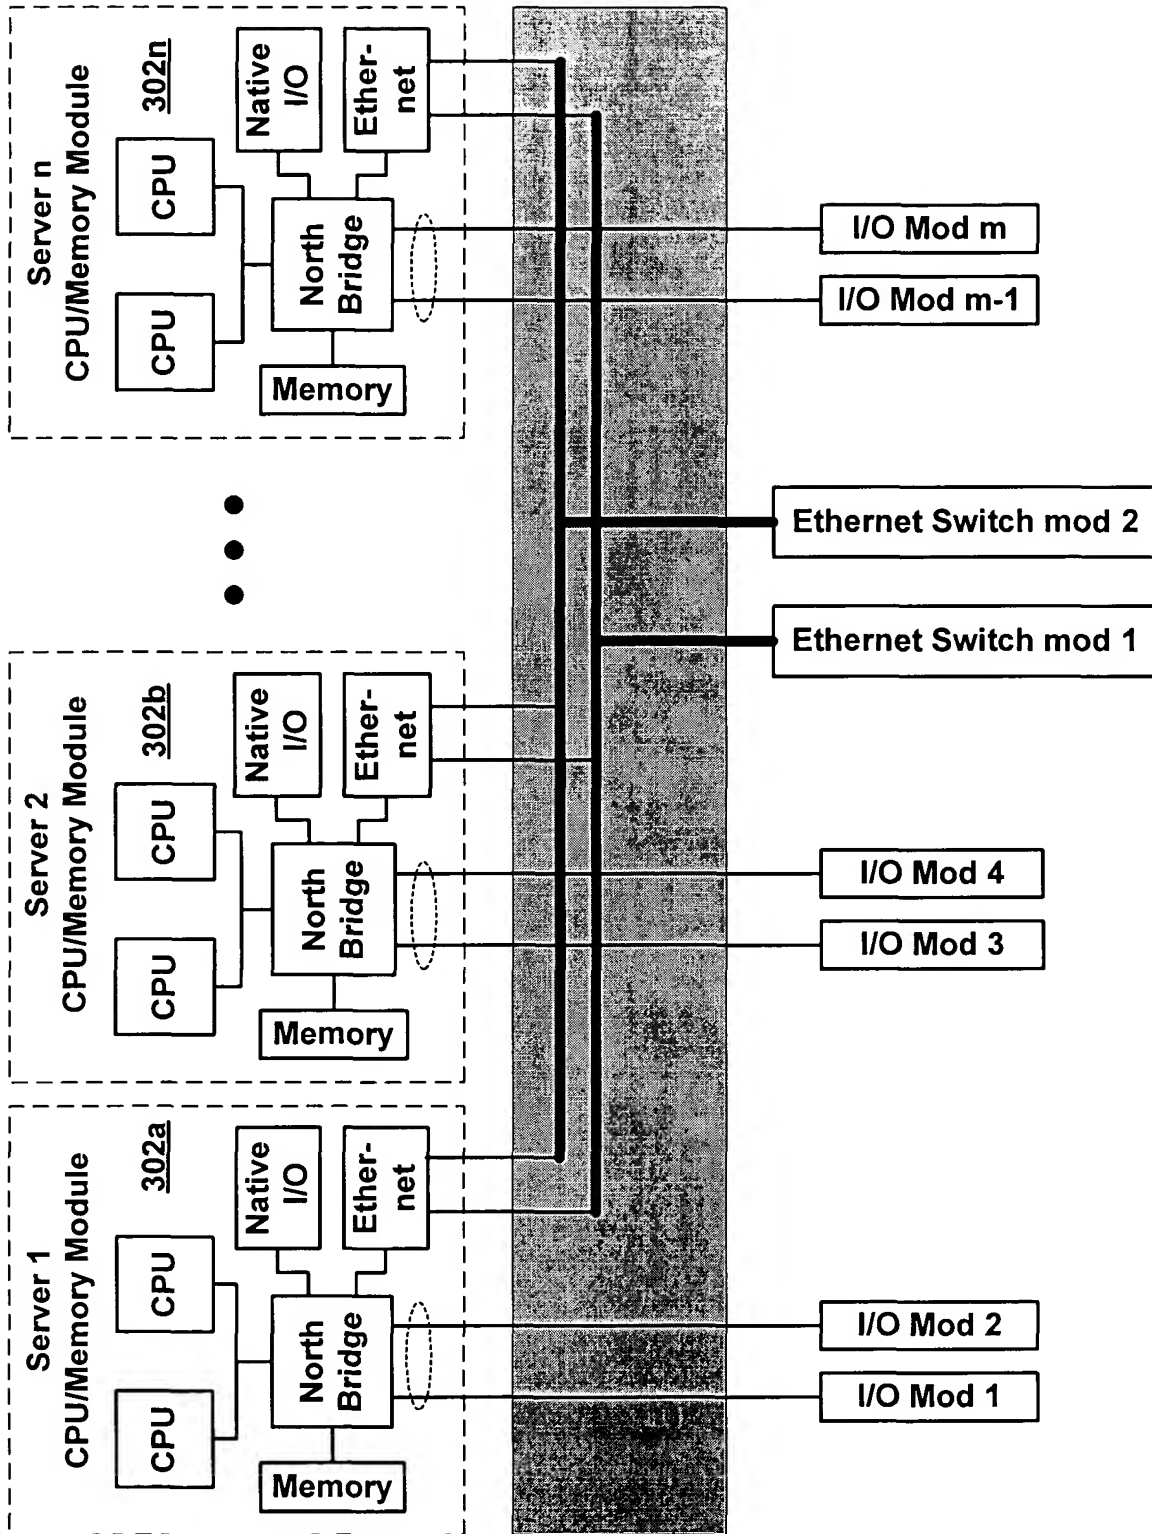 Server 1
CPU/Memory Module
302a
CPU
CPU
Memory
North
Bridge
Native
I/O
Ether-
net
Server 2
CPU/Memory Module
302b
CPU
CPU
Memory
North
Bridge
Native
I/O
Ether-
net
Server n
CPU/Memory Module
302n
CPU
CPU
Memory
North
Bridge
Native
I/O
Ether-
net
I/O Mod m
I/O Mod m-1
Ethernet Switch mod 2
Ethernet Switch mod 1
I/O Mod 4
I/O Mod 3
I/O Mod 2
I/O Mod 1